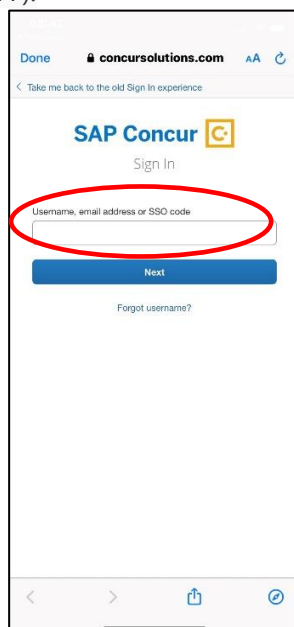 Done concursolutions.com AA
< Take me back to the old Sign In experience
SAP Concur C
Sign In
Username, email address or SSO code
Next
Forgot username?